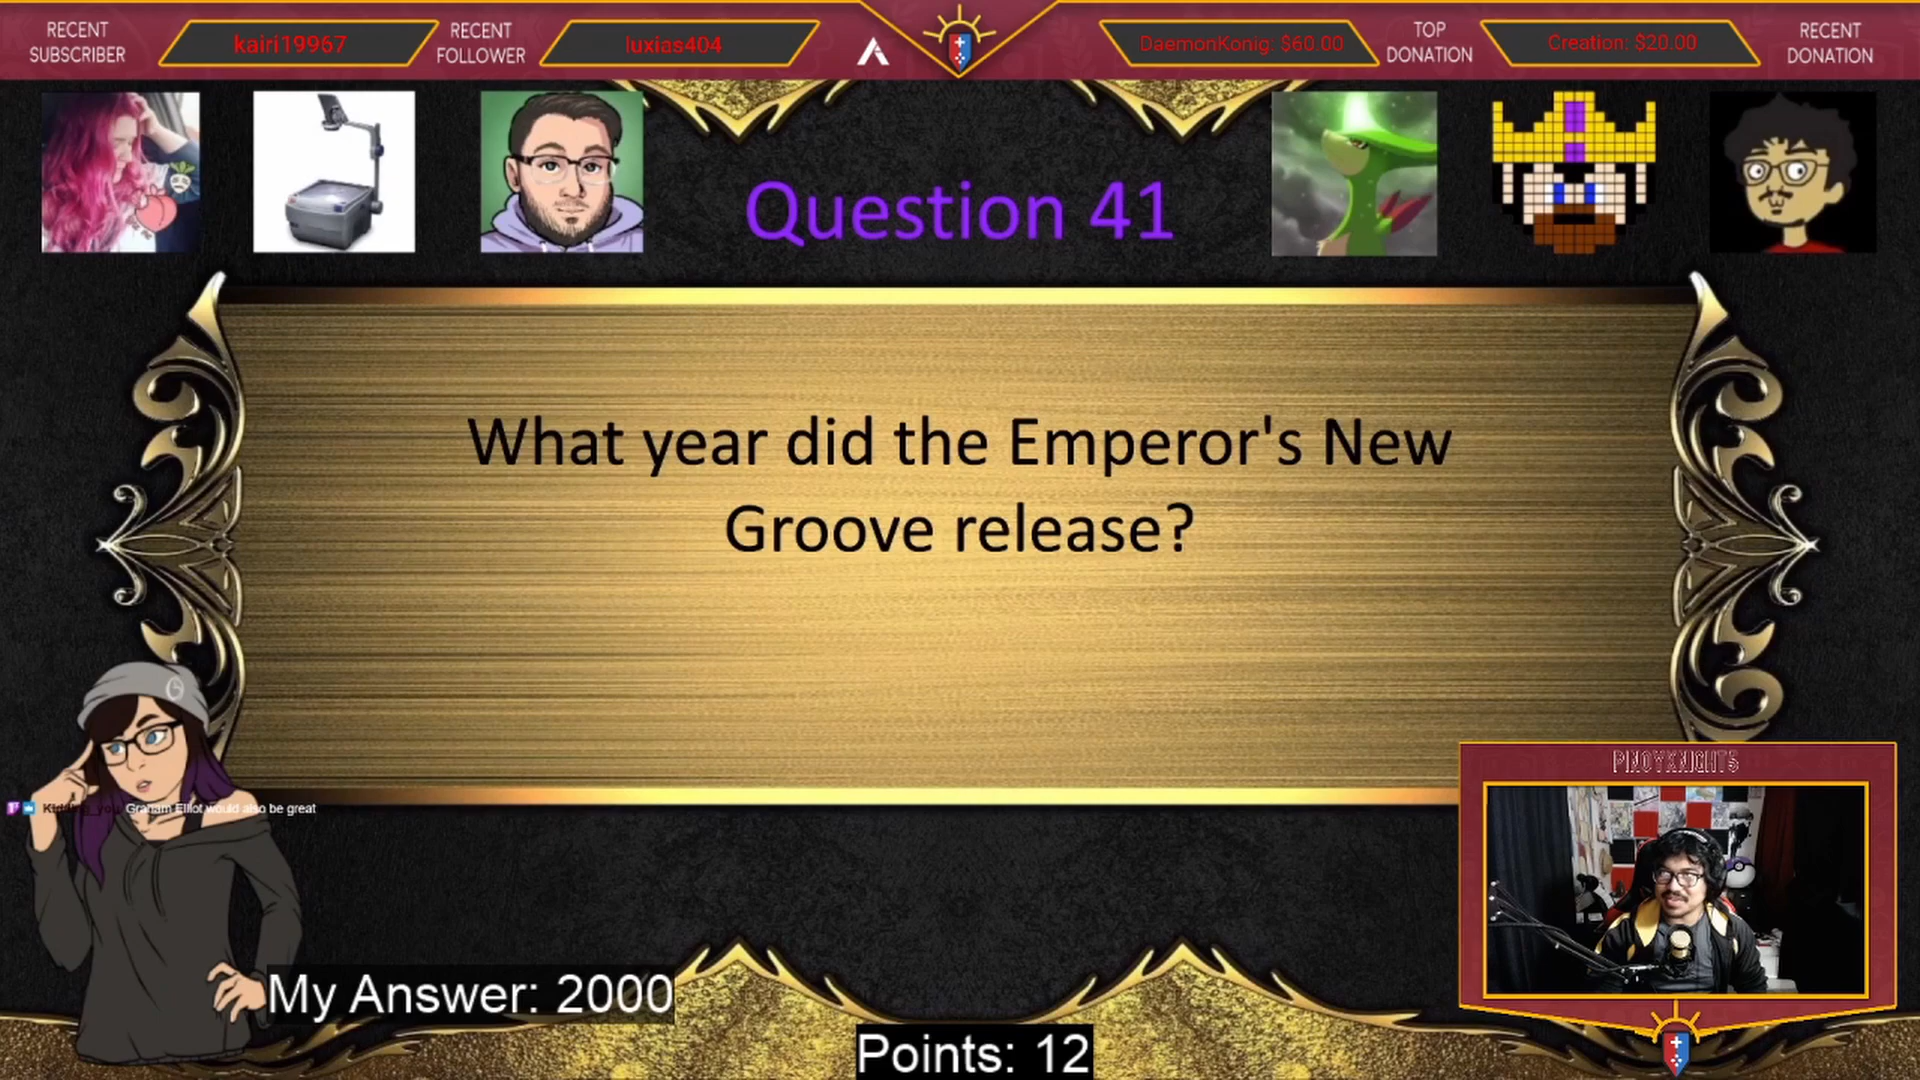 RECENT
SUBSCRIBER
kairi19967
RECENT
FOLLOWER
luxias404
DaemonKonig: $60.00
TOP
DONATION
Creation: $20.00
RECENT
DONATION
Question 41
What year did the Emperor's New
Groove release?
PINOYKNIGHTS
Graham Elliot would also be great
My Answer: 2000
Points: 12